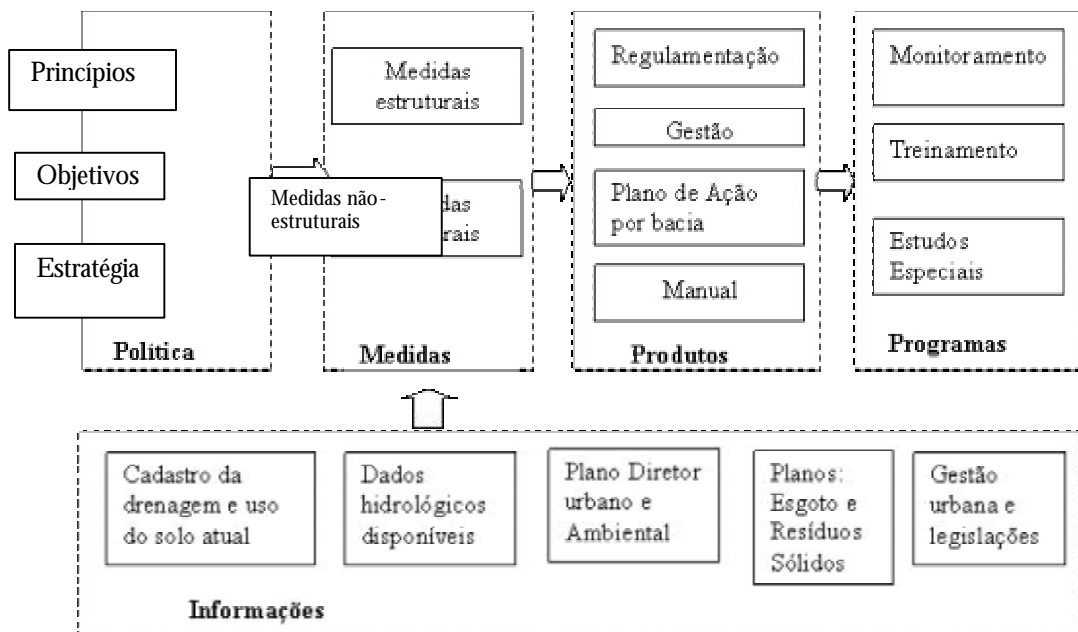 Princípios
Objetivos
Estratégia
Política
Medidas
estruturais
Medidas não-
estruturais
das
rais
Medidas
Regulamentação
Gestão
Plano de Ação
por bacia
Manual
Produtos
Monitoramento
Treinamento
Estudos
Especiais
Programas
Cadastro da
drenagem e uso
do solo atual
Dados
hidrológicos
disponíveis
Plano Diretor
urbano e
Ambiental
Planos:
Esgoto e
Resíduos
Sólidos
Gestão
urbana e
legislações
Informações